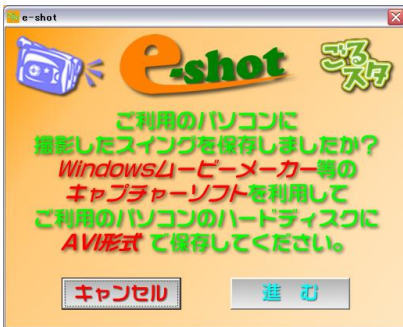 e-shot
e-shot
ごるスタ
ご利用のパソコンに
撮影したスイングを保存しましたか?
Windowsムービーメーカー等の
キャプチャーソフトを利用して
ご利用のパソコンのハードディスクに
AVI形式 で保存してください。
キャンセル
進 む